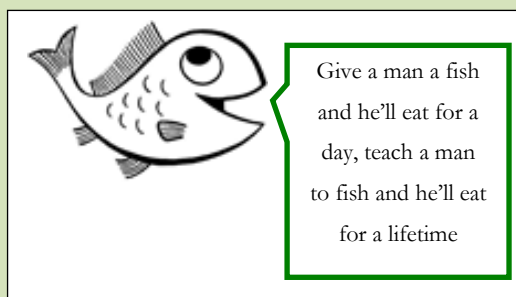 Give a man a fish
and he’ll eat for a
day, teach a man
to fish and he’ll eat
for a lifetime